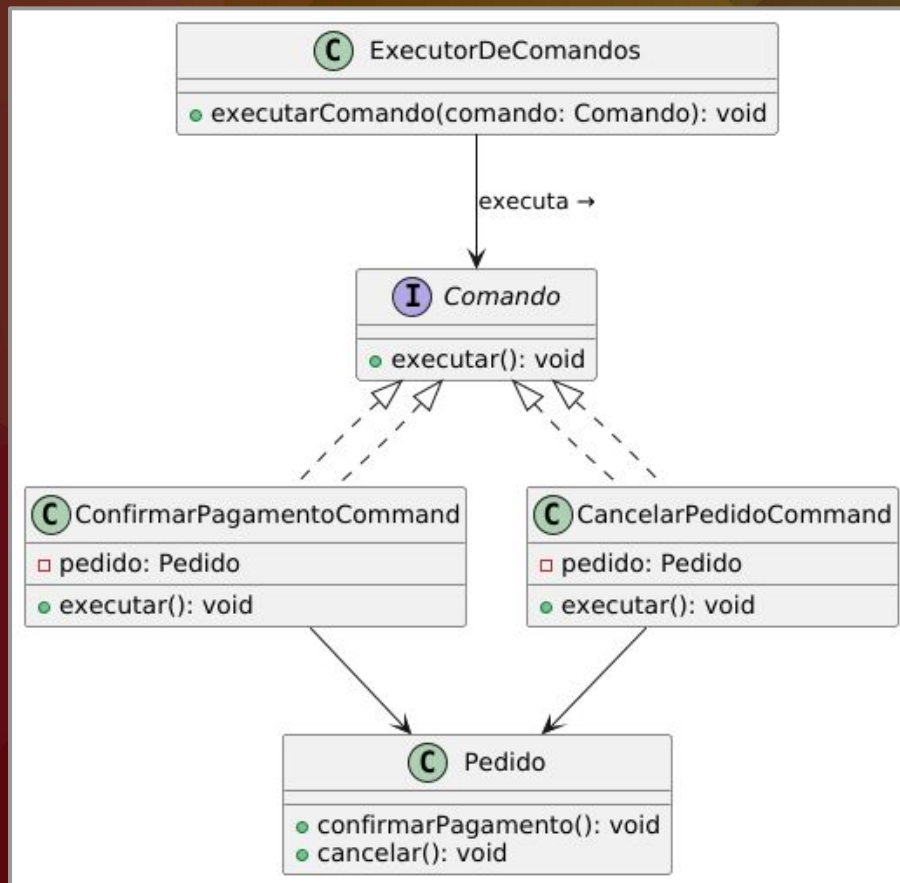 C ExecutorDeComandos
executarComando(comando: Comando): void
executa →
I Comando
executar(): void
C ConfirmarPagamentoCommand
pedido: Pedido
executar(): void
C CancelarPedidoCommand
pedido: Pedido
executar(): void
C Pedido
confirmarPagamento(): void
cancelar(): void